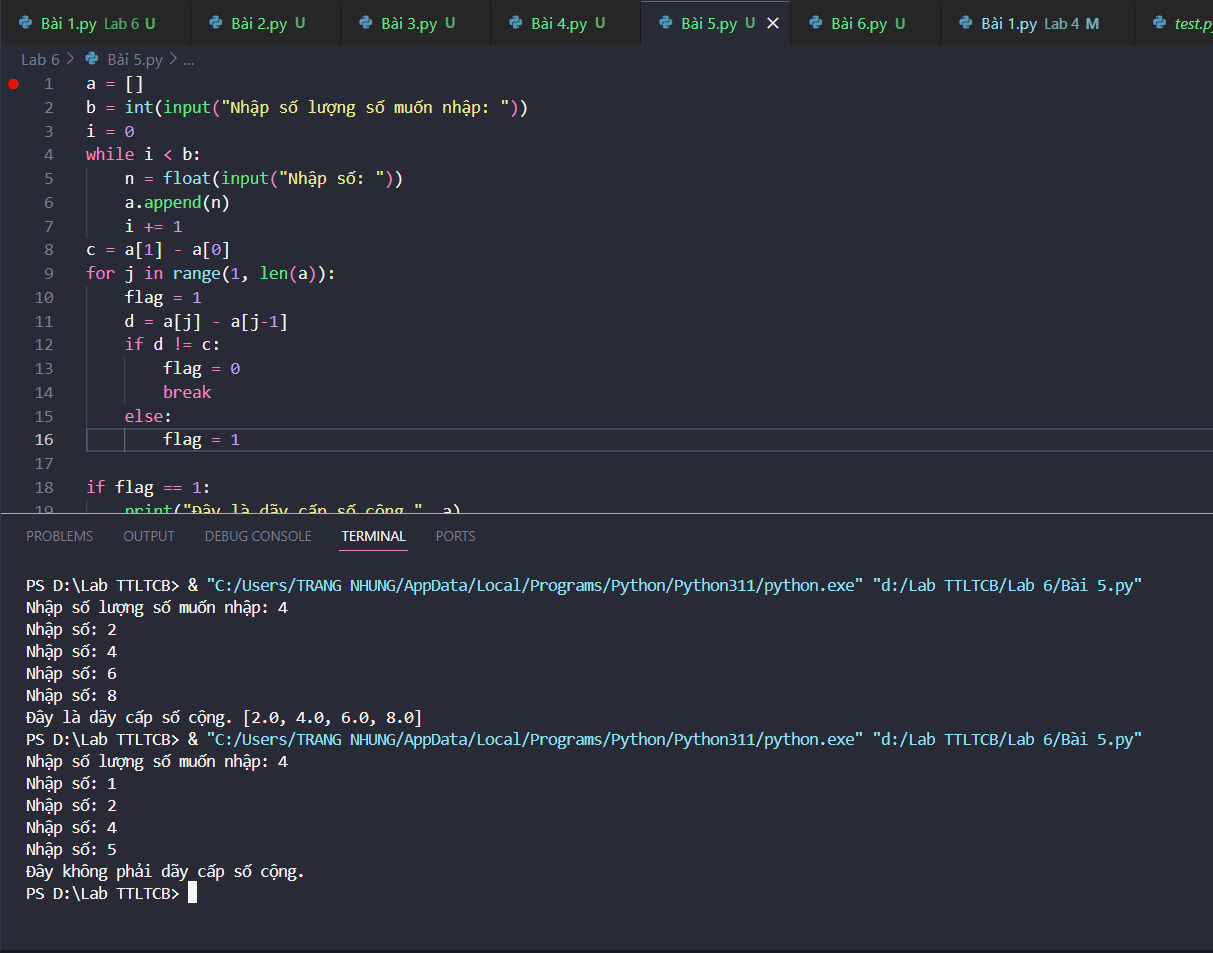 Bài 1.py Lab 6 U Bài 2.py U Bài 3.py U Bài 4.py U Bài 5.py U Bài 6.py U Bài 1.py Lab 4 M test.p
Lab 6 > Bài 5.py > ...
1 a = []
2 b = int(input("Nhập số lượng số muốn nhập: "))
3 i = 0
4 while i < b:
5 n = float(input("Nhập số: "))
6 a.append(n)
7 i += 1
8 c = a[1] - a[0]
9 for j in range(1, len(a)):
10 flag = 1
11 d = a[j] - a[j-1]
12 if d != c:
13 flag = 0
14 break
15 else:
16 flag = 1
17
18 if flag == 1:
19 print("Đây là dãy cấp số cộng.", a)
PROBLEMS OUTPUT DEBUG CONSOLE TERMINAL PORTS
PS D:\Lab TTLTCB> & "C:/Users/TRANG NHUNG/AppData/Local/Programs/Python/Python311/python.exe" "d:/Lab TTLTCB/Lab 6/Bài 5.py"
Nhập số lượng số muốn nhập: 4
Nhập số: 2
Nhập số: 4
Nhập số: 6
Nhập số: 8
Đây là dãy cấp số cộng. [2.0, 4.0, 6.0, 8.0]
PS D:\Lab TTLTCB> & "C:/Users/TRANG NHUNG/AppData/Local/Programs/Python/Python311/python.exe" "d:/Lab TTLTCB/Lab 6/Bài 5.py"
Nhập số lượng số muốn nhập: 4
Nhập số: 1
Nhập số: 2
Nhập số: 4
Nhập số: 5
Đây không phải dãy cấp số cộng.
PS D:\Lab TTLTCB>